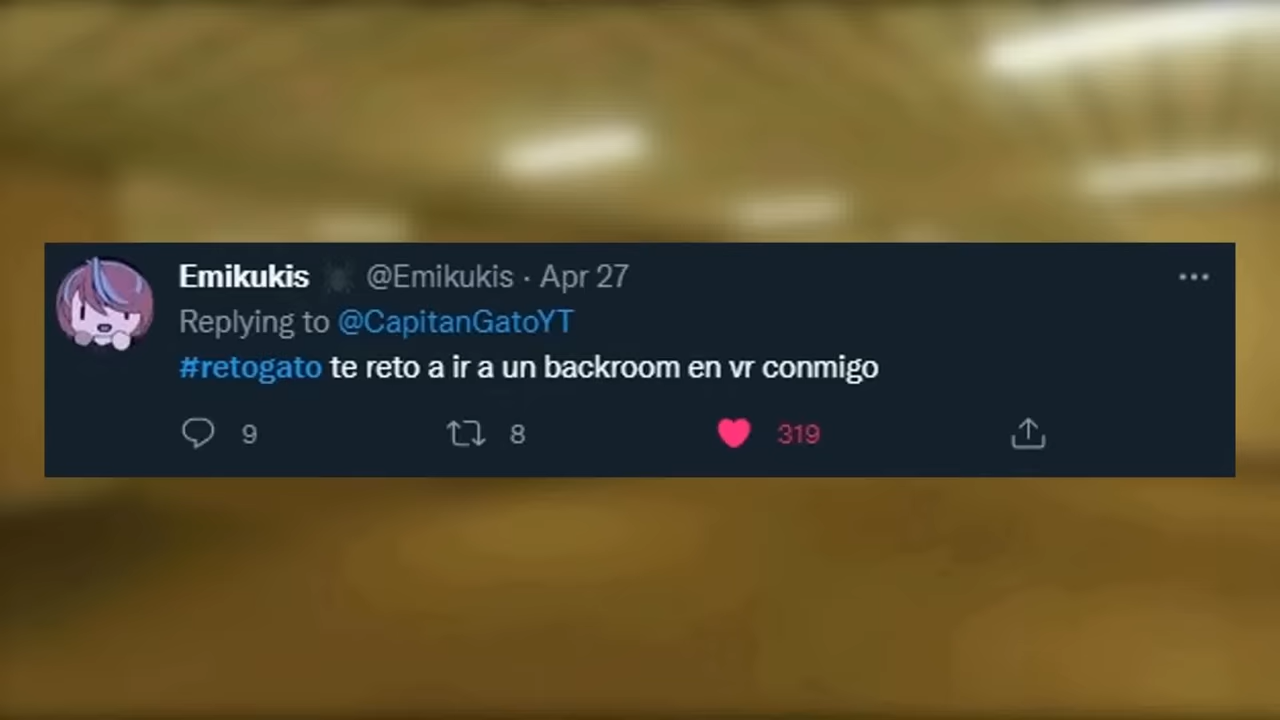 Emikukis @Emikukis · Apr 27
Replying to @CapitanGatoYT
#retogato te reto a ir a un backroom en vr conmigo
9 8 319